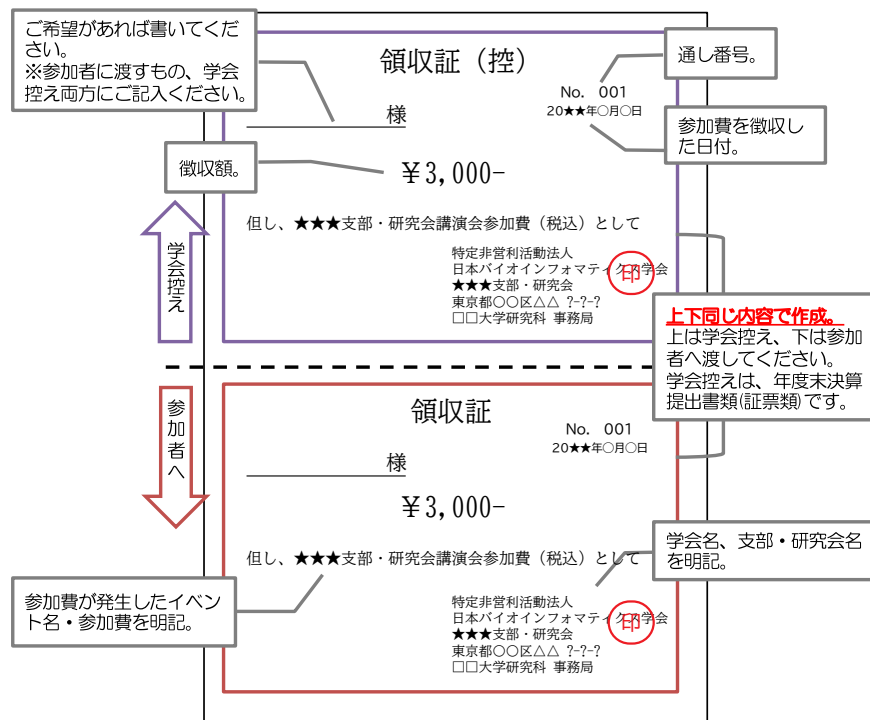 ご希望があれば書いてくだ
さい。
※参加者に渡すもの、学会
控え両方にご記入ください。
領収証（控）
通し番号。
No. 001
20★★年○月○日
様
参加費を徴収し
た日付。
徴収額。
￥3,000−
但し、★★★支部・研究会講演会参加費（税込）として
学会控え
特定非営利活動法人
日本バイオインフォマティクス学会
★★★支部・研究会
東京都○○区△△ ?-?-?
□□大学研究科 事務局
印
上下同じ内容で作成。
上は学会控え、下は参加
者へ渡してください。
学会控えは、年度末決算
提出書類(証票類)です。
参加者へ
領収証
No. 001
20★★年○月○日
様
￥3,000−
学会名、支部・研究会名
を明記。
但し、★★★支部・研究会講演会参加費（税込）として
参加費が発生したイベン
ト名・参加費を明記。
特定非営利活動法人
日本バイオインフォマティクス学会
★★★支部・研究会
東京都○○区△△ ?-?-?
□□大学研究科 事務局
印